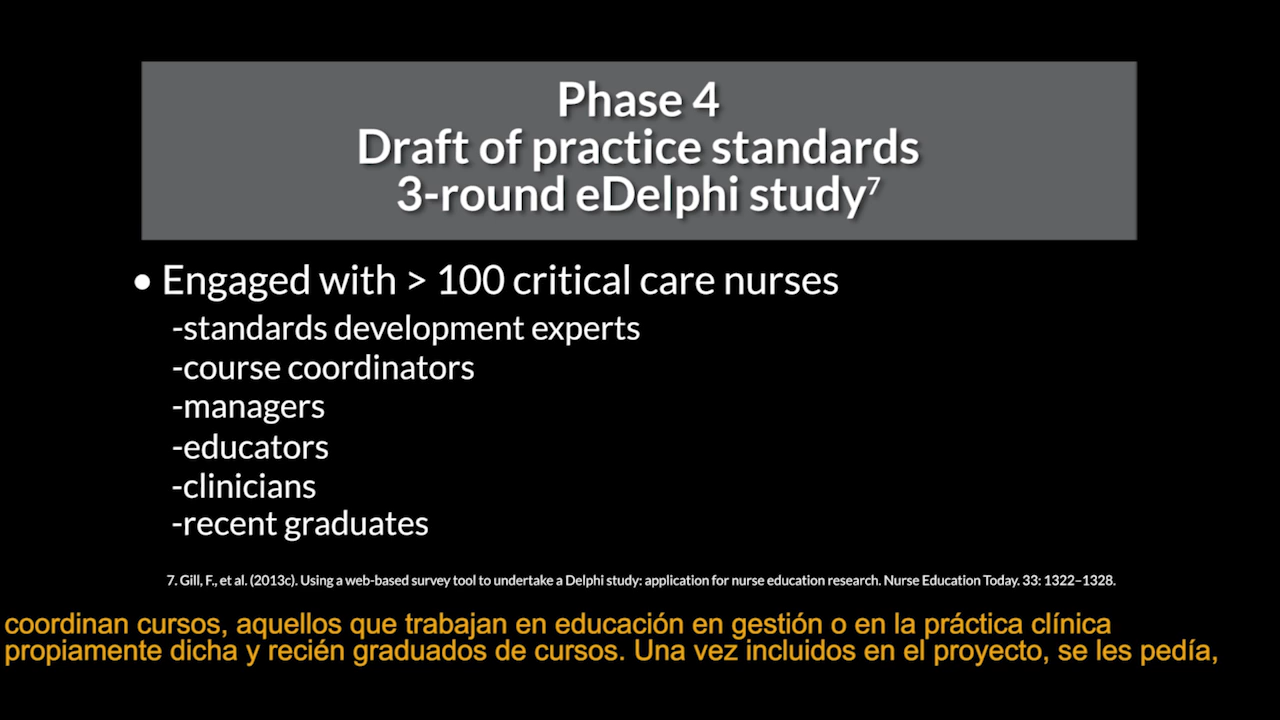 Phase 4
Draft of practice standards
3-round eDelphi study⁷
• Engaged with > 100 critical care nurses
-standards development experts
-course coordinators
-managers
-educators
-clinicians
-recent graduates
7. Gill, F., et al. (2013c). Using a web-based survey tool to undertake a Delphi study: application for nurse education research. Nurse Education Today. 33: 1322–1328.
coordinan cursos, aquellos que trabajan en educación en gestión o en la práctica clínica
propiamente dicha y recién graduados de cursos. Una vez incluidos en el proyecto, se les pedía,